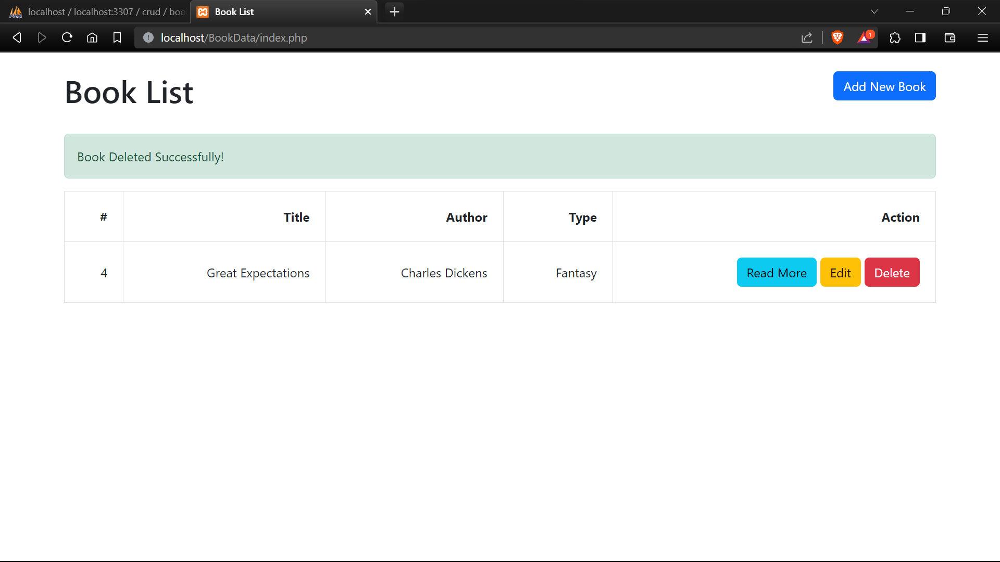 localhost / localhost:3307 / crud / boo
Book List
localhost/BookData/index.php
1
Book List
Add New Book
Book Deleted Successfully!
# Title Author Type Action
4 Great Expectations Charles Dickens Fantasy Read More Edit Delete